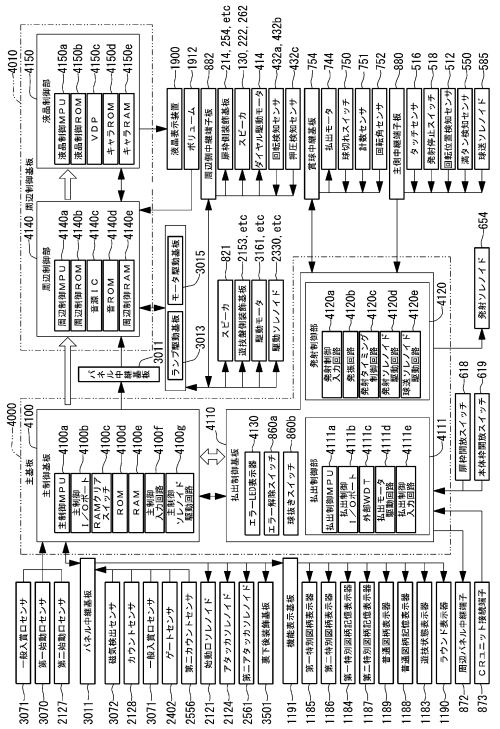 4010
周辺制御基板
4140
周辺制御部
周辺制御MPU
4140a
周辺制御ROM
4140b
音源IC
4140c
音ROM
4140d
周辺制御RAM
4140e
4150
液晶制御部
液晶制御MPU
4150a
液晶制御ROM
4150b
VDP
4150c
キャラROM
4150d
キャラRAM
4150e
液晶表示装置
1900
ボリューム
1912
周辺側中継端子板
882
扉枠側装飾基板
214, 254, etc
スピーカ
130, 222, 262
ダイヤル駆動モータ
414
回転検知センサ
432a, 432b
押圧検知センサ
432c
パネル中継基板
3011
ランプ駆動基板
3013
モータ駆動基板
3015
スピーカ
821
遊技盤側装飾基板
2153, etc
駆動モータ
3161, etc
駆動ソレノイド
2330, etc
賞球中継基板
754
払出モータ
744
球切れスイッチ
750
計数センサ
751
回転角センサ
752
主側中継端子板
880
タッチセンサ
516
発射停止スイッチ
518
回転位置検知センサ
512
満タン検知センサ
550
球送ソレノイド
585
4000
主基板
4100
主制御基板
主制御MPU
4100a
主制御I/Oポート
4100b
RAMクリアスイッチ
4100c
ROM
4100d
RAM
4100e
主制御入力回路
4100f
主制御ソレノイド駆動回路
4100g
4110
払出制御基板
エラーLED表示器
4130
エラー解除スイッチ
860a
球抜きスイッチ
860b
払出制御部
4111
払出制御MPU
4111a
払出制御I/Oポート
4111b
外部WDT
4111c
払出モータ駆動回路
4111d
払出制御入力回路
4111e
発射制御部
4120
発射制御入力回路
4120a
発振回路
4120b
発射タイミング制御回路
4120c
発射ソレノイド駆動回路
4120d
球送ソレノイド駆動回路
4120e
発射ソレノイド
654
扉枠開放スイッチ
618
本体枠開放スイッチ
619
3071
一般入賞口センサ
3070
第一始動口センサ
2127
第二始動口センサ
3011
パネル中継基板
3072
磁気検出センサ
2128
カウントセンサ
3071
一般入賞口センサ
2402
ゲートセンサ
2556
第二カウントセンサ
2121
始動口ソレノイド
2124
アタッカソレノイド
2561
第二アタッカソレノイド
3501
裏下後装飾基板
1191
機能表示基板
1185
第一特別図柄表示器
1186
第二特別図柄表示器
1184
第一特別図柄記憶表示器
1187
第二特別図柄記憶表示器
1189
普通図柄表示器
1188
普通図柄記憶表示器
1183
遊技状態表示器
1190
ラウンド表示器
872
周辺パネル中継端子
873
CRユニット接続端子